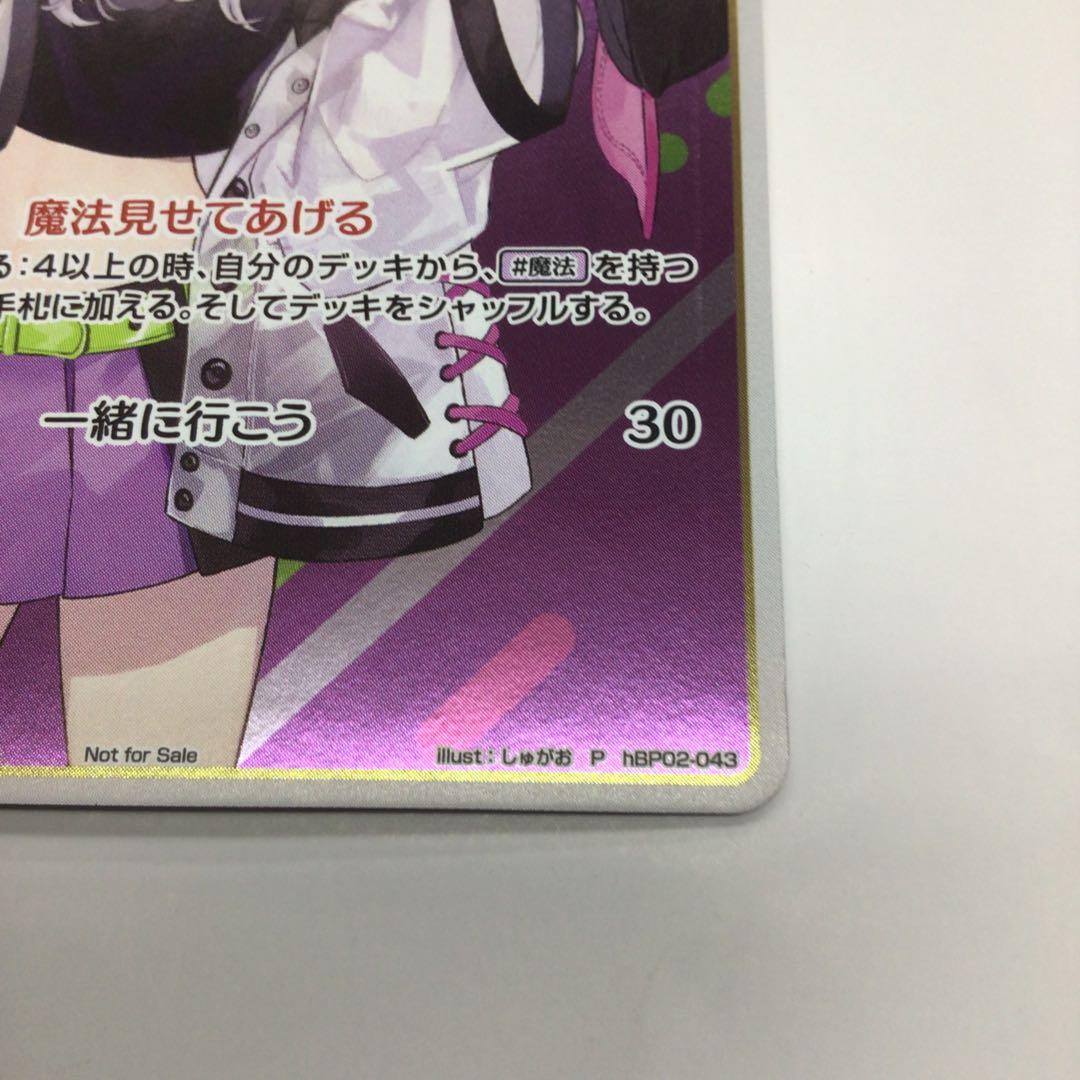 魔法見せてあげる
る:4以上の時、自分のデッキから、#魔法を持つ
手札に加える。そしてデッキをシャッフルする。
一緒に行こう 30
Not for Sale illust:しゅがお P hBP02-043